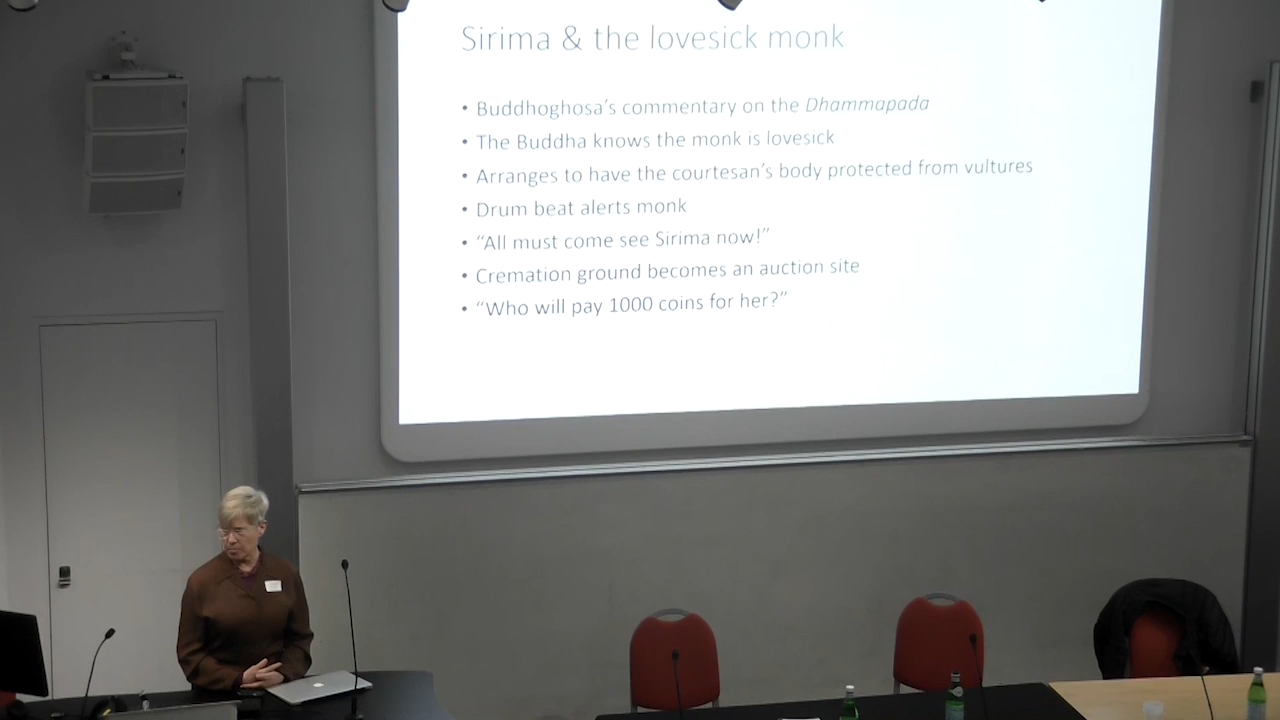 Sirima & the lovesick monk
• Buddhoghosa's commentary on the Dhammapada
• The Buddha knows the monk is lovesick
• Arranges to have the courtesan's body protected from vultures
• Drum beat alerts monk
• "All must come see Sirima now!"
• Cremation ground becomes an auction site
• "Who will pay 1000 coins for her?"